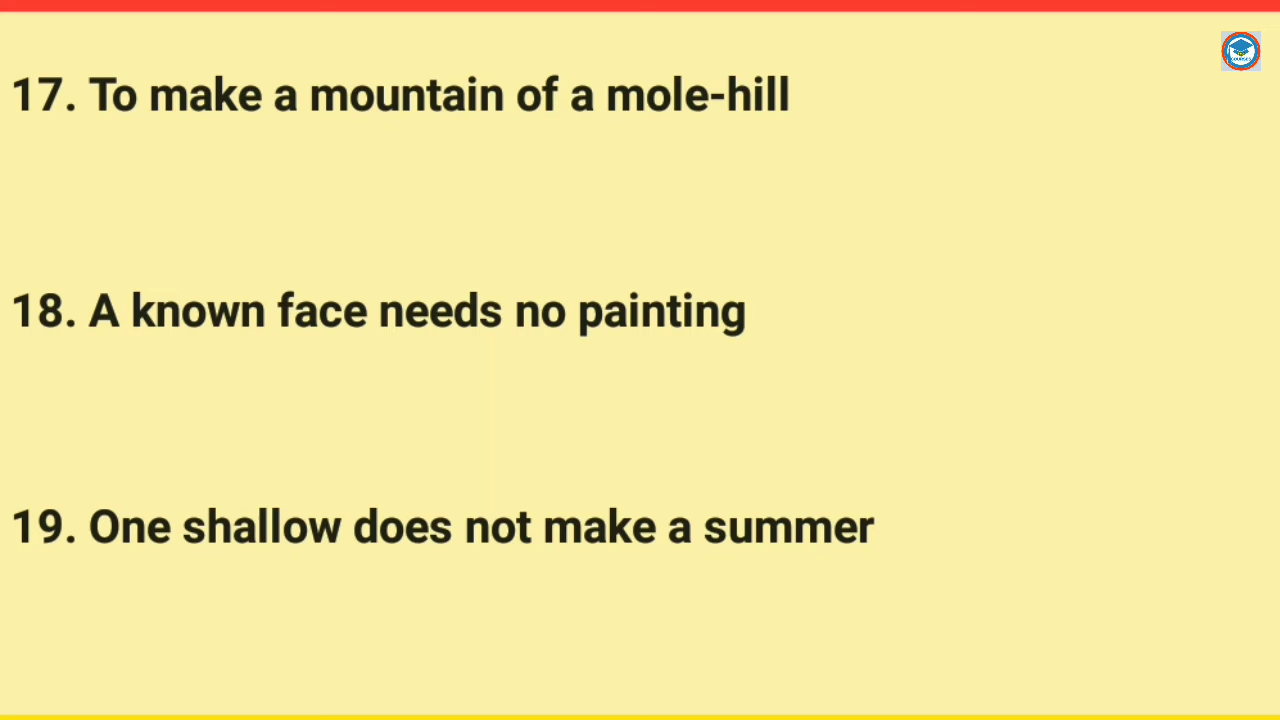 17. To make a mountain of a mole-hill
18. A known face needs no painting
19. One shallow does not make a summer